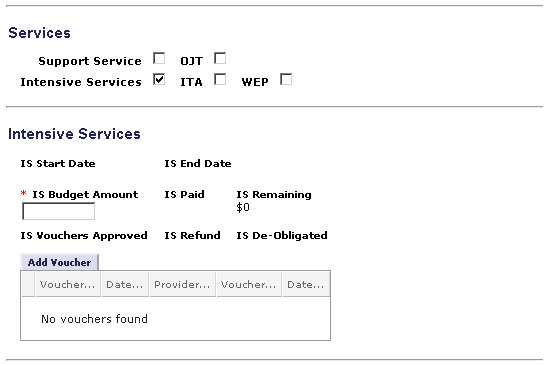 Services
Support Service OJT
Intensive Services ITA WEP
Intensive Services
IS Start Date IS End Date
* IS Budget Amount IS Paid IS Remaining
$0
IS Vouchers Approved IS Refund IS De-Obligated
Add Voucher
Voucher... Date... Provider... Voucher... Date...
No vouchers found